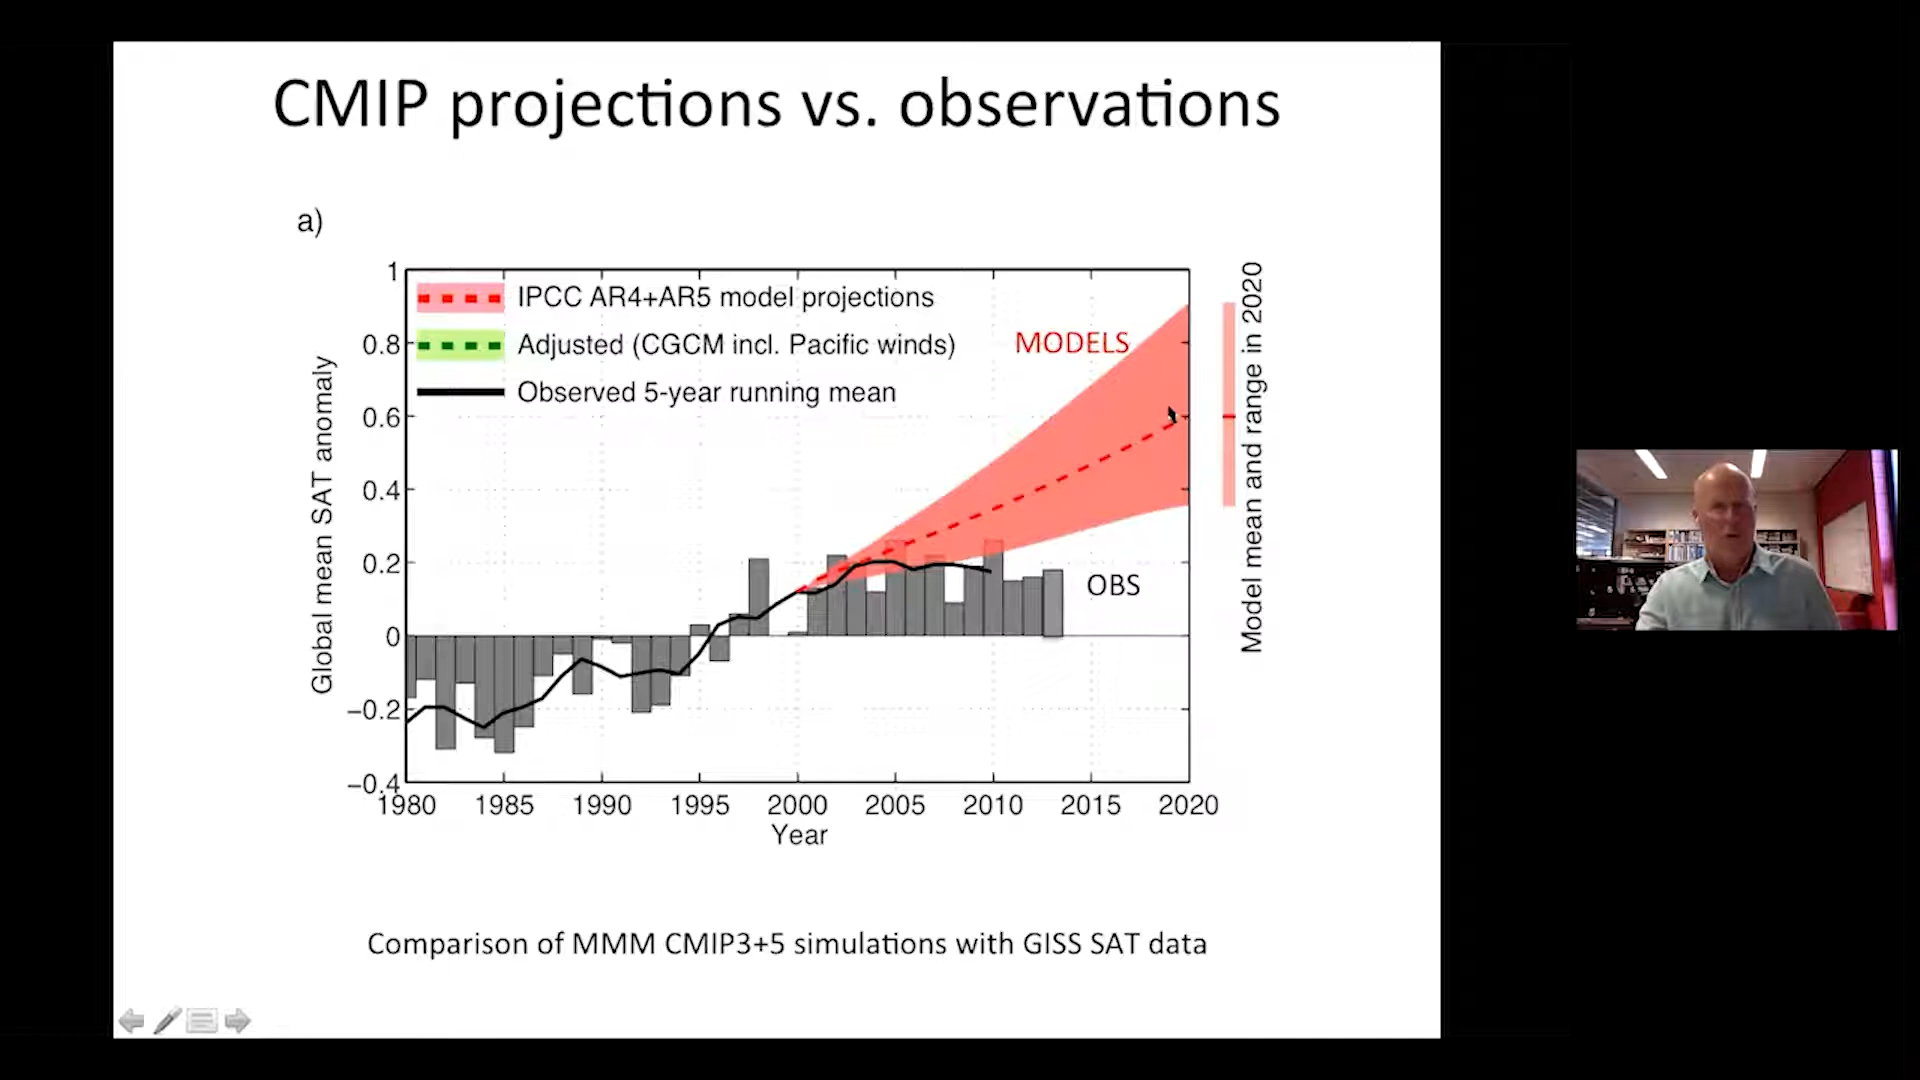 CMIP projections vs. observations
a)
IPCC AR4+AR5 model projections
Adjusted (CGCM incl. Pacific winds)
Observed 5-year running mean
MODELS
OBS
Global mean SAT anomaly
1
0.8
0.6
0.4
0.2
0
−0.2
−0.4
1980 1985 1990 1995 2000 2005 2010 2015 2020
Year
Model mean and range in 2020
Comparison of MMM CMIP3+5 simulations with GISS SAT data